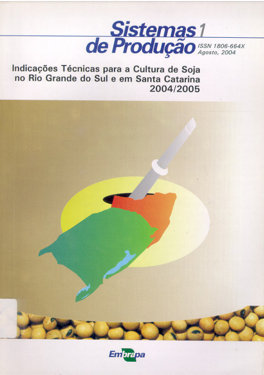 Sistemas 1
de Produção
ISSN 1806-664X
Agosto, 2004
Indicações Técnicas para a Cultura de Soja
no Rio Grande do Sul e em Santa Catarina
2004/2005
Embrapa